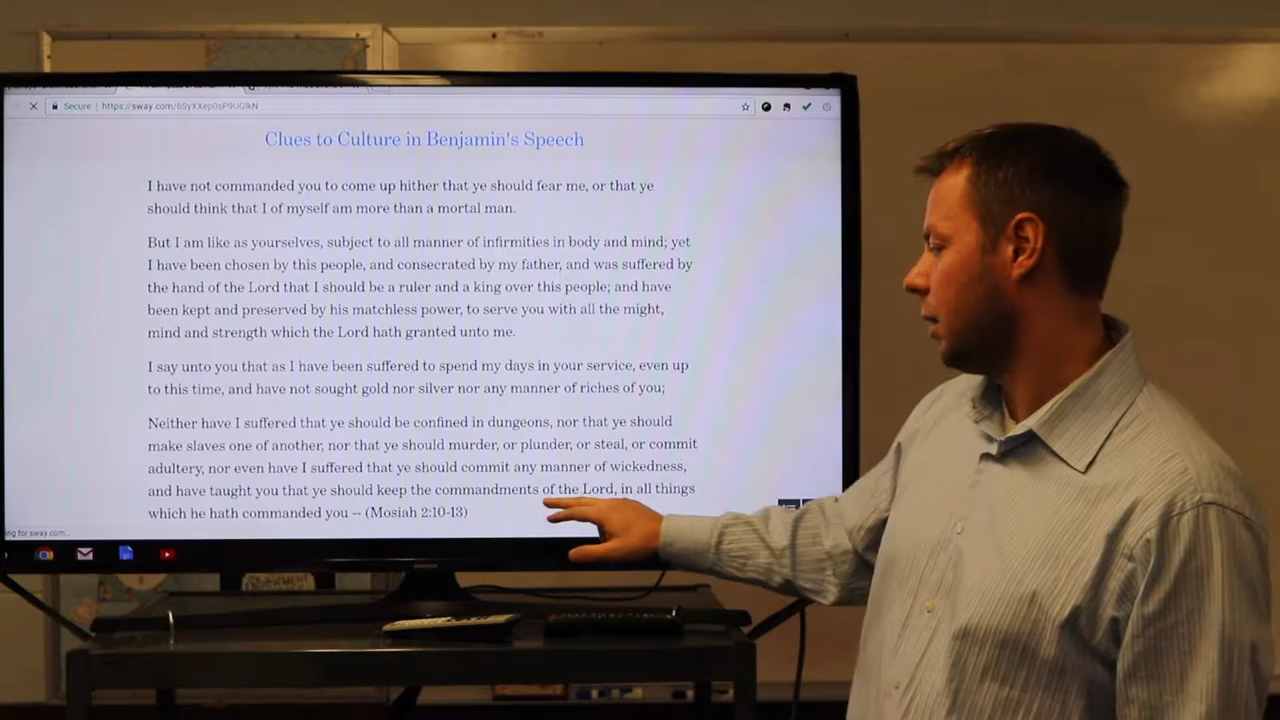 Secure
https://sway.com/6SyXXep0sP9UGfkN
Clues to Culture in Benjamin's Speech
I have not commanded you to come up hither that ye should fear me, or that ye
should think that I of myself am more than a mortal man.
But I am like as yourselves, subject to all manner of infirmities in body and mind; yet
I have been chosen by this people, and consecrated by my father, and was suffered by
the hand of the Lord that I should be a ruler and a king over this people; and have
been kept and preserved by his matchless power, to serve you with all the might,
mind and strength which the Lord hath granted unto me.
I say unto you that as I have been suffered to spend my days in your service, even up
to this time, and have not sought gold nor silver nor any manner of riches of you;
Neither have I suffered that ye should be confined in dungeons, nor that ye should
make slaves one of another, nor that ye should murder, or plunder, or steal, or commit
adultery, nor even have I suffered that ye should commit any manner of wickedness,
and have taught you that ye should keep the commandments of the Lord, in all things
which he hath commanded you -- (Mosiah 2:10-13)
ing for sway.com...